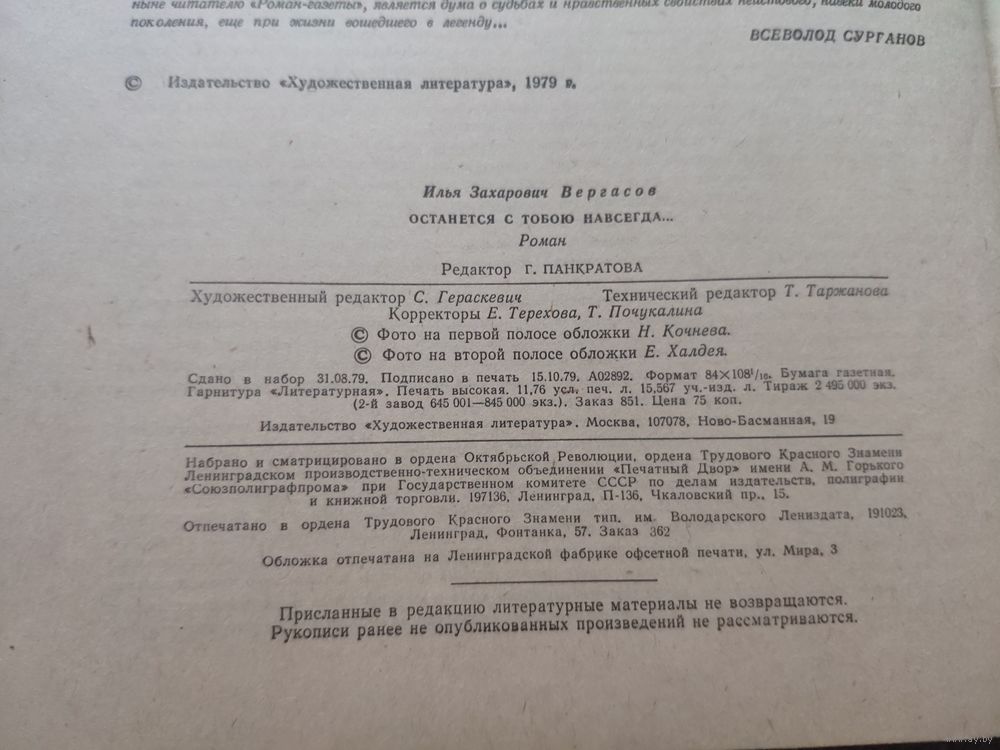 ныне читателю «Роман-газеты», является дума о судьбах и нравственных свойствах неистового, навеки молодого
поколения, еще при жизни вошедшего в легенду...
ВСЕВОЛОД СУРГАНОВ
© Издательство «Художественная литература», 1979 г.
Илья Захарович Вергасов
ОСТАНЕТСЯ С ТОБОЮ НАВСЕГДА...
Роман
Редактор Г. ПАНКРАТОВА
Художественный редактор С. Гераскевич Технический редактор Т. Таржанова
Корректоры Е. Терехова, Т. Почукалина
© Фото на первой полосе обложки Н. Кочнева.
© Фото на второй полосе обложки Е. Халдея.
Сдано в набор 31.08.79. Подписано в печать 15.10.79. А02892. Формат 84×108¹/₁₆. Бумага газетная.
Гарнитура «Литературная». Печать высокая. 11,76 усл. печ. л. 15,567 уч.-изд. л. Тираж 2 495 000 экз.
(2-й завод 645 001—845 000 экз.). Заказ 851. Цена 75 коп.
Издательство «Художественная литература». Москва, 107078, Ново-Басманная, 19
Набрано и сматрицировано в ордена Октябрьской Революции, ордена Трудового Красного Знамени
Ленинградском производственно-техническом объединении «Печатный Двор» имени А. М. Горького
«Союзполиграфпрома» при Государственном комитете СССР по делам издательств, полиграфии
и книжной торговли. 197136, Ленинград, П-136, Чкаловский пр., 15.
Отпечатано в ордена Трудового Красного Знамени тип. им. Володарского Лениздата, 191023,
Ленинград, Фонтанка, 57. Заказ 362
Обложка отпечатана на Ленинградской фабрике офсетной печати, ул. Мира, 3
Присланные в редакцию литературные материалы не возвращаются.
Рукописи ранее не опубликованных произведений не рассматриваются.
www.ay.by